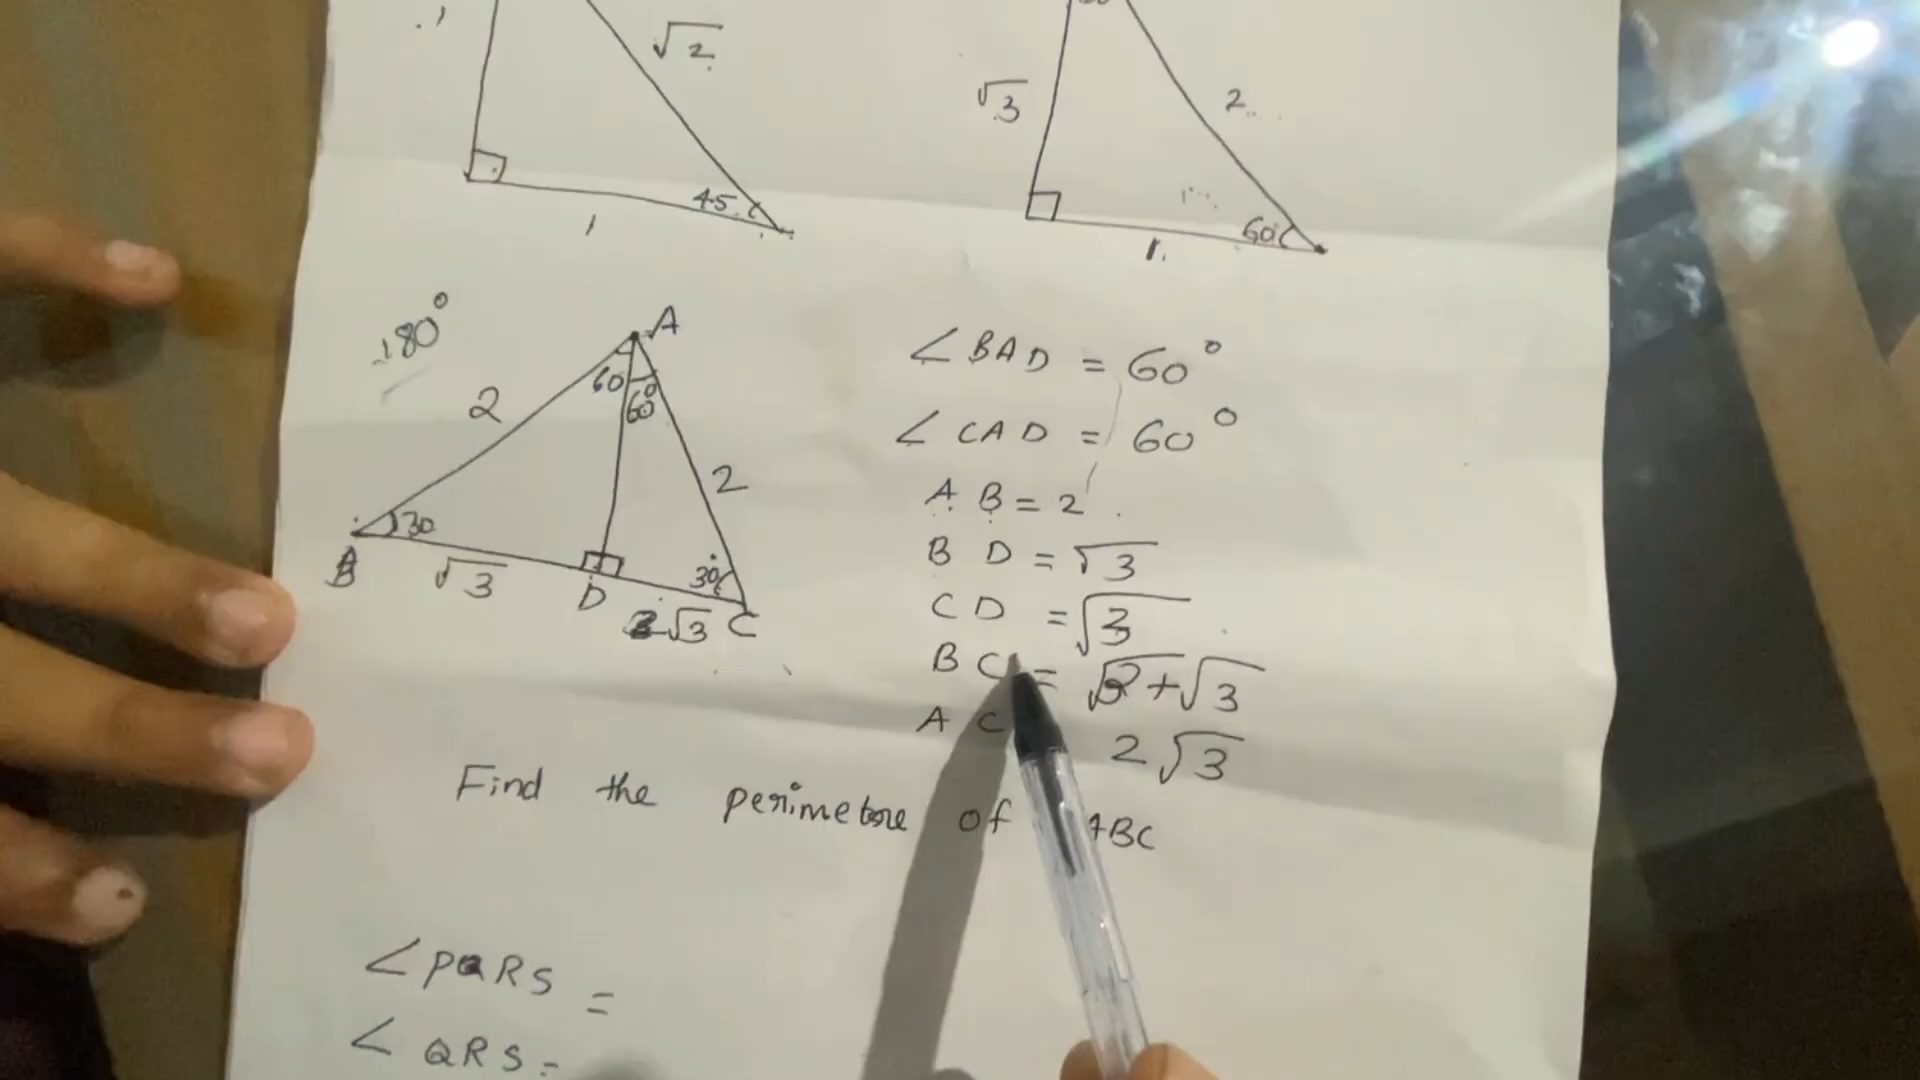 1
√2
45
1
√3
2
60
1
180°
A
60
60
2
2
B
30
√3
D
30
√3
C
∠BAD = 60°
∠CAD = 60°
AB = 2
BD = √3
CD = √3
BC = √3+√3
AC 2√3
Find the perimetre of ABC
∠PQRS =
∠QRS =